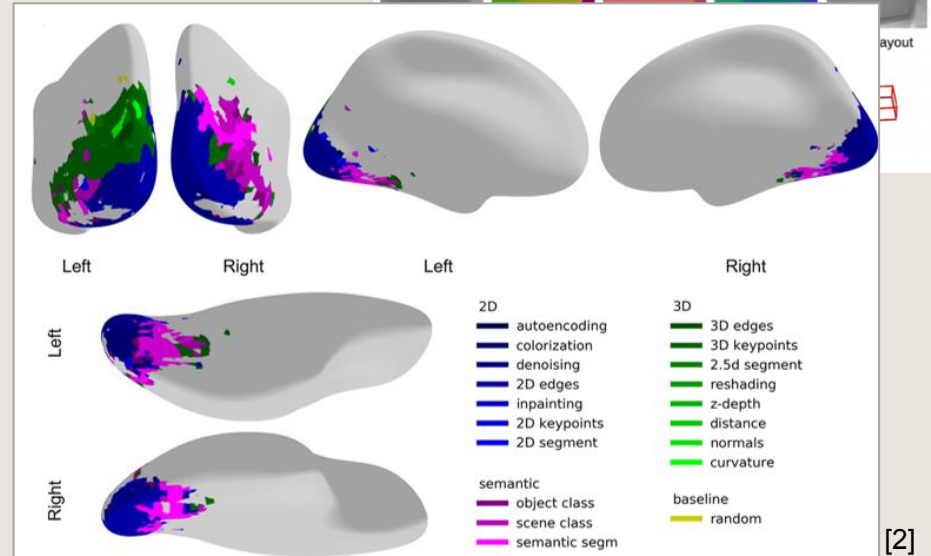 ayout
Left Right Left Right
Left
Right
2D
autoencoding
colorization
denoising
2D edges
inpainting
2D keypoints
2D segment
semantic
object class
scene class
semantic segm
3D
3D edges
3D keypoints
2.5d segment
reshading
z-depth
distance
normals
curvature
baseline
random
[2]